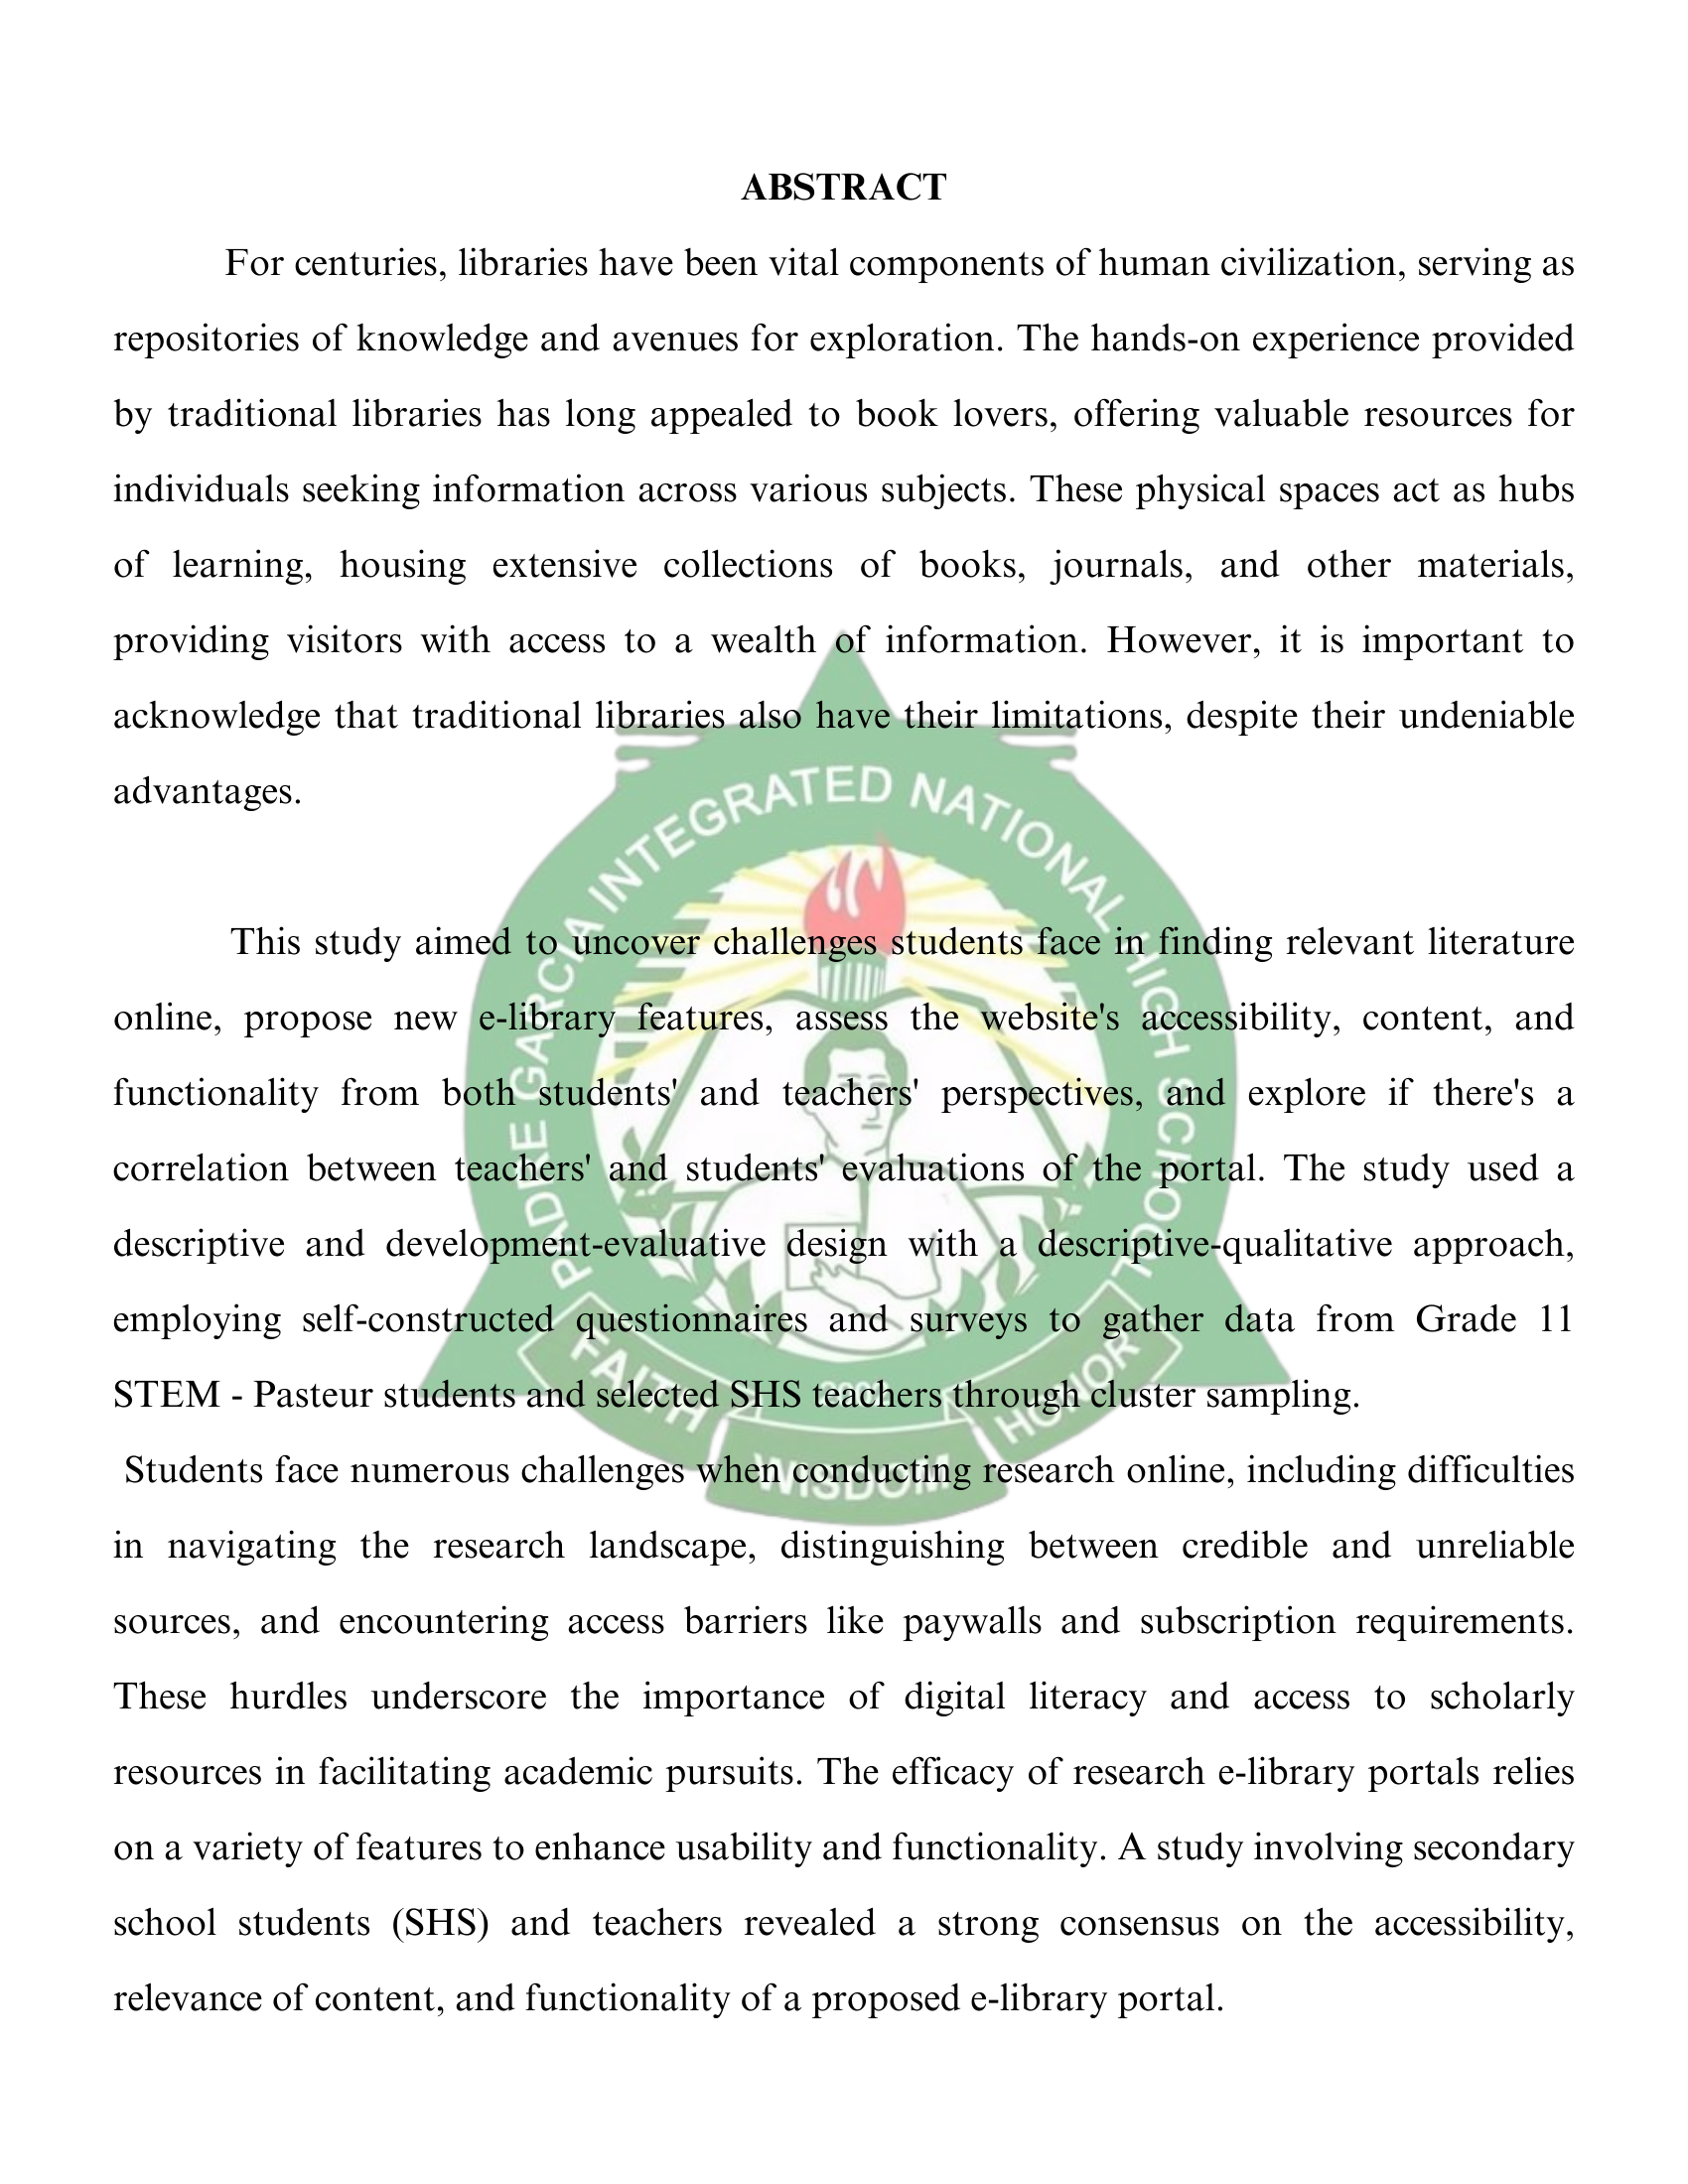 ABSTRACT
For centuries, libraries have been vital components of human civilization, serving as
repositories of knowledge and avenues for exploration. The hands-on experience provided
by traditional libraries has long appealed to book lovers, offering valuable resources for
individuals seeking information across various subjects. These physical spaces act as hubs
of learning, housing extensive collections of books, journals, and other materials,
providing visitors with access to a wealth of information. However, it is important to
acknowledge that traditional libraries also have their limitations, despite their undeniable
advantages.
This study aimed to uncover challenges students face in finding relevant literature
online, propose new e-library features, assess the website's accessibility, content, and
functionality from both students' and teachers' perspectives, and explore if there's a
correlation between teachers' and students' evaluations of the portal. The study used a
descriptive and development-evaluative design with a descriptive-qualitative approach,
employing self-constructed questionnaires and surveys to gather data from Grade 11
STEM - Pasteur students and selected SHS teachers through cluster sampling.
Students face numerous challenges when conducting research online, including difficulties
in navigating the research landscape, distinguishing between credible and unreliable
sources, and encountering access barriers like paywalls and subscription requirements.
These hurdles underscore the importance of digital literacy and access to scholarly
resources in facilitating academic pursuits. The efficacy of research e-library portals relies
on a variety of features to enhance usability and functionality. A study involving secondary
school students (SHS) and teachers revealed a strong consensus on the accessibility,
relevance of content, and functionality of a proposed e-library portal.
PADRE GARCIA INTEGRATED NATIONAL HIGH SCHOOL
FAITH
WISDOM
HONOR